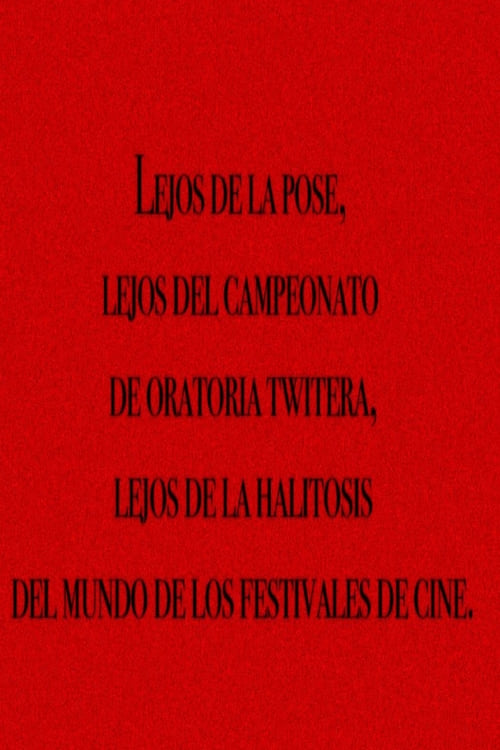 LEJOS DE LA POSE,
LEJOS DEL CAMPEONATO
DE ORATORIA TWITERA,
LEJOS DE LA HALITOSIS
DEL MUNDO DE LOS FESTIVALES DE CINE.